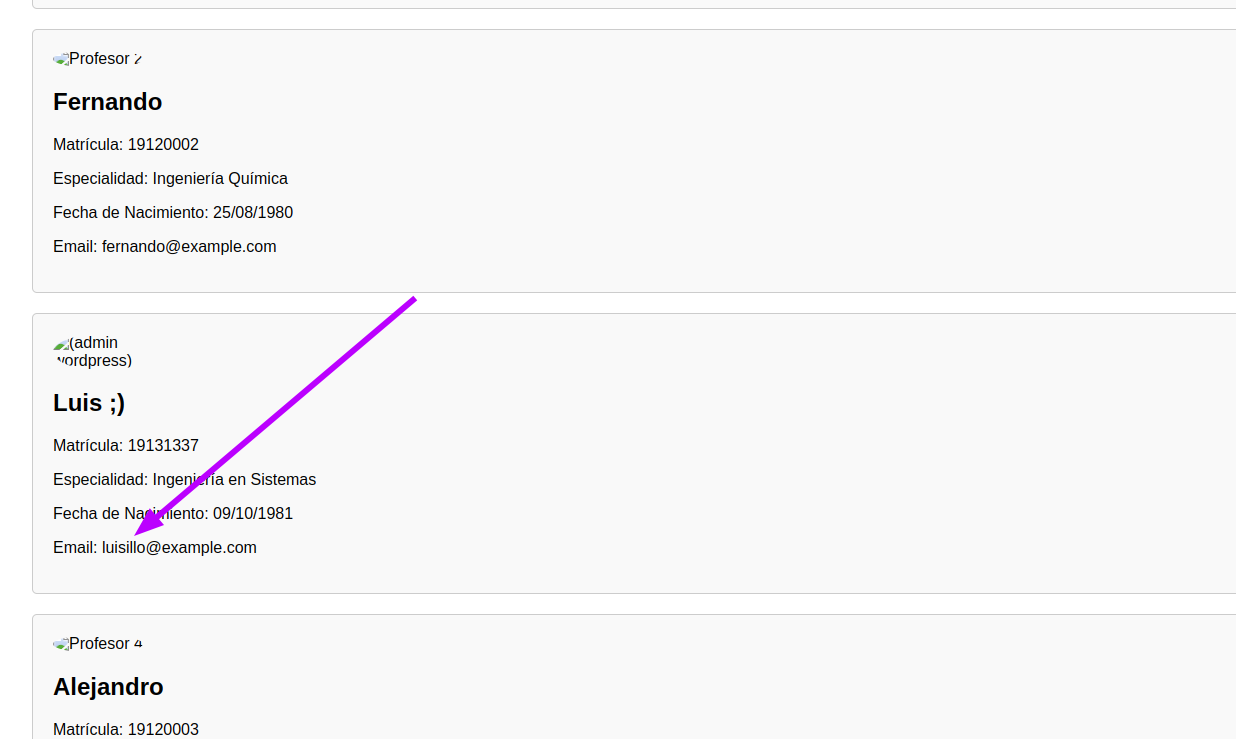 Profesor 2
Fernando
Matrícula: 19120002
Especialidad: Ingeniería Química
Fecha de Nacimiento: 25/08/1980
Email: fernando@example.com
(admin
wordpress)
Luis ;)
Matrícula: 19131337
Especialidad: Ingeniería en Sistemas
Fecha de Nacimiento: 09/10/1981
Email: luisillo@example.com
Profesor 4
Alejandro
Matrícula: 19120003